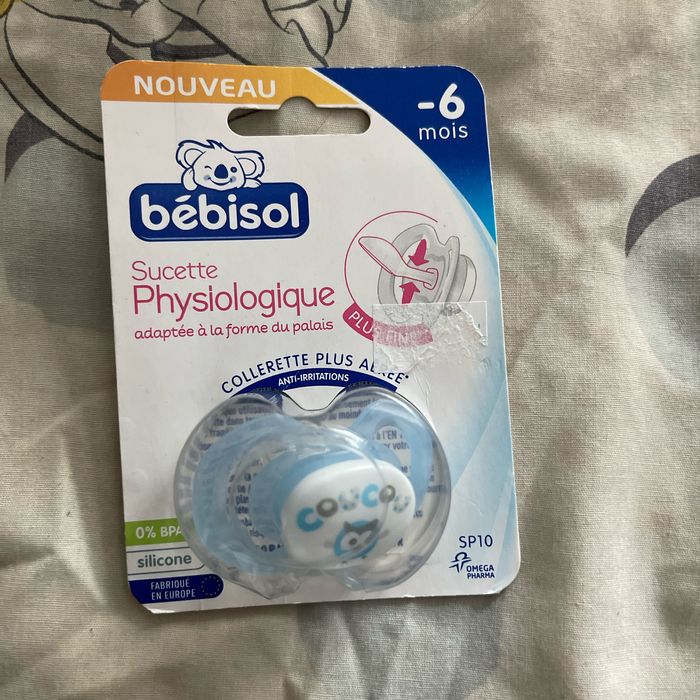 NOUVEAU
-6
mois
bébisol
Sucette
Physiologique
adaptée à la forme du palais
COLLERETTE PLUS AÉRÉE*
ANTI-IRRITATIONS
COUCOU
0% BPA
silicone
FABRIQUÉ
EN EUROPE
SP10
OMEGA
PHARMA